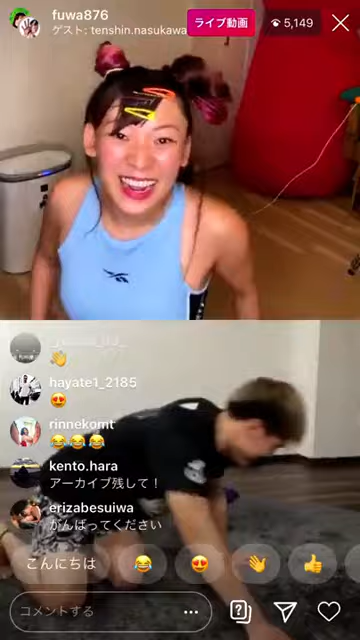 fuwa876
ゲスト: tenshin.nasukawa
ライブ動画
5,149
hayate1_2185
rinnekomt
kento.hara
アーカイブ残して！
erizabesuiwa
がんばってください
こんにちは
コメントする